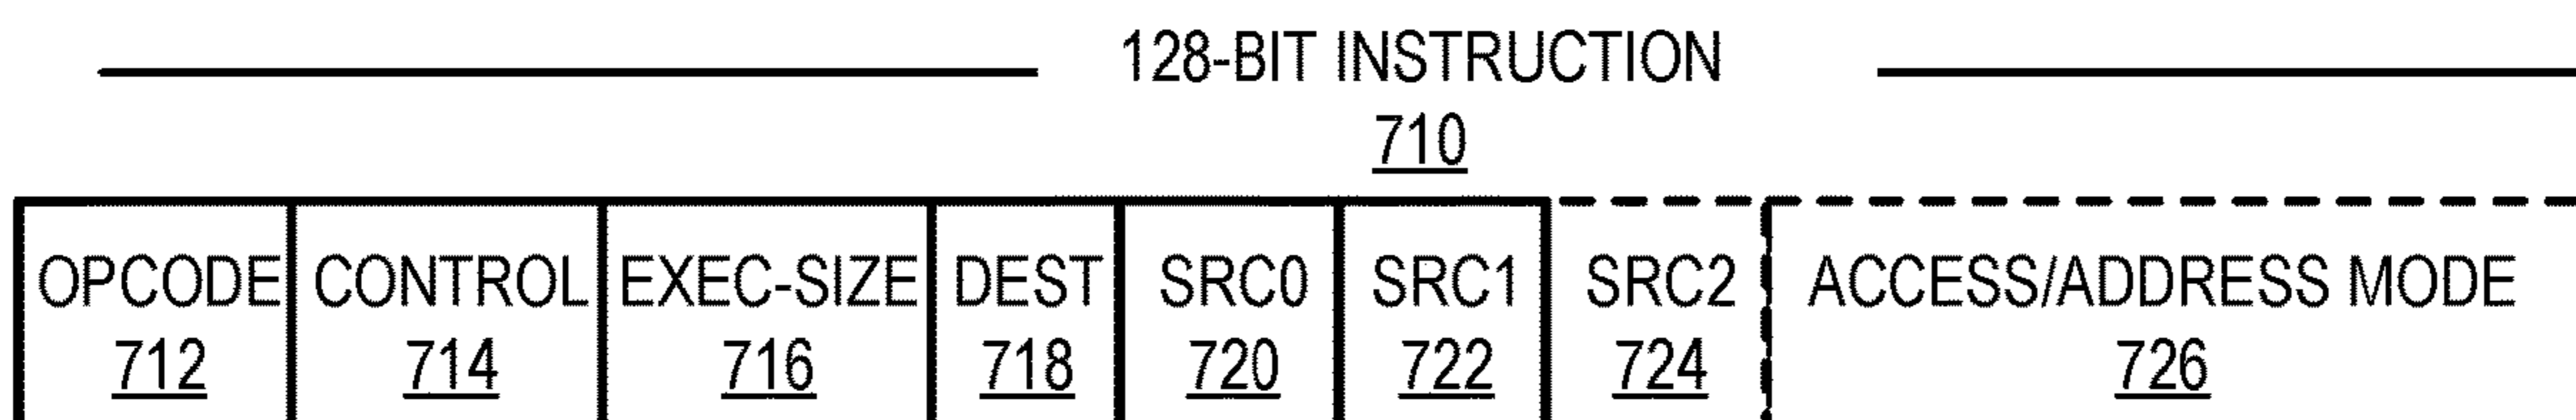 128-BIT INSTRUCTION
710
OPCODE CONTROL EXEC-SIZE DEST SRC0 SRC1 SRC2 ACCESS/ADDRESS MODE
712 714 716 718 720 722 724 726